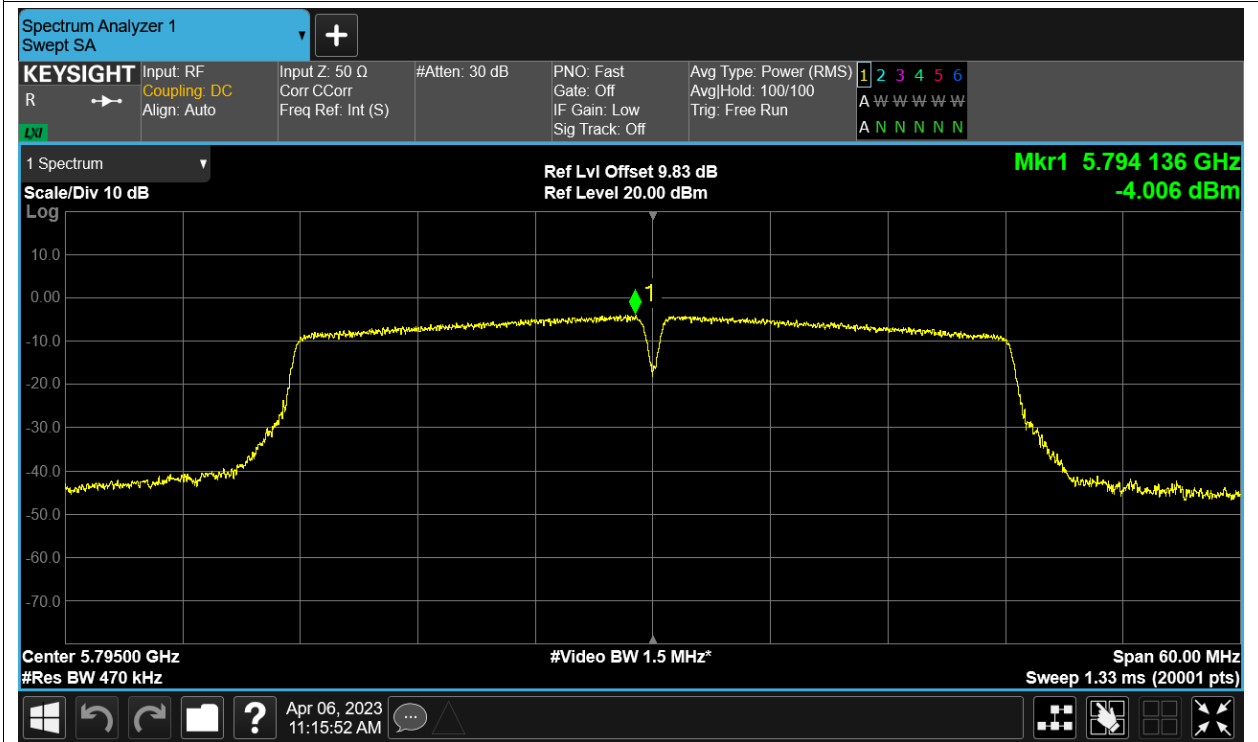 Spectrum Analyzer 1
Swept SA
KEYSIGHT
R
LXI
Input: RF
Coupling: DC
Align: Auto
Input Z: 50 Ω
Corr CCorr
Freq Ref: Int (S)
#Atten: 30 dB
PNO: Fast
Gate: Off
IF Gain: Low
Sig Track: Off
Avg Type: Power (RMS)
Avg|Hold: 100/100
Trig: Free Run
1 2 3 4 5 6
A W W W W W
A N N N N N
1 Spectrum
Scale/Div 10 dB
Log
Ref Lvl Offset 9.83 dB
Ref Level 20.00 dBm
Mkr1 5.794 136 GHz
-4.006 dBm
1
10.0
0.00
-10.0
-20.0
-30.0
-40.0
-50.0
-60.0
-70.0
Center 5.79500 GHz
#Res BW 470 kHz
#Video BW 1.5 MHz*
Span 60.00 MHz
Sweep 1.33 ms (20001 pts)
?
Apr 06, 2023
11:15:52 AM